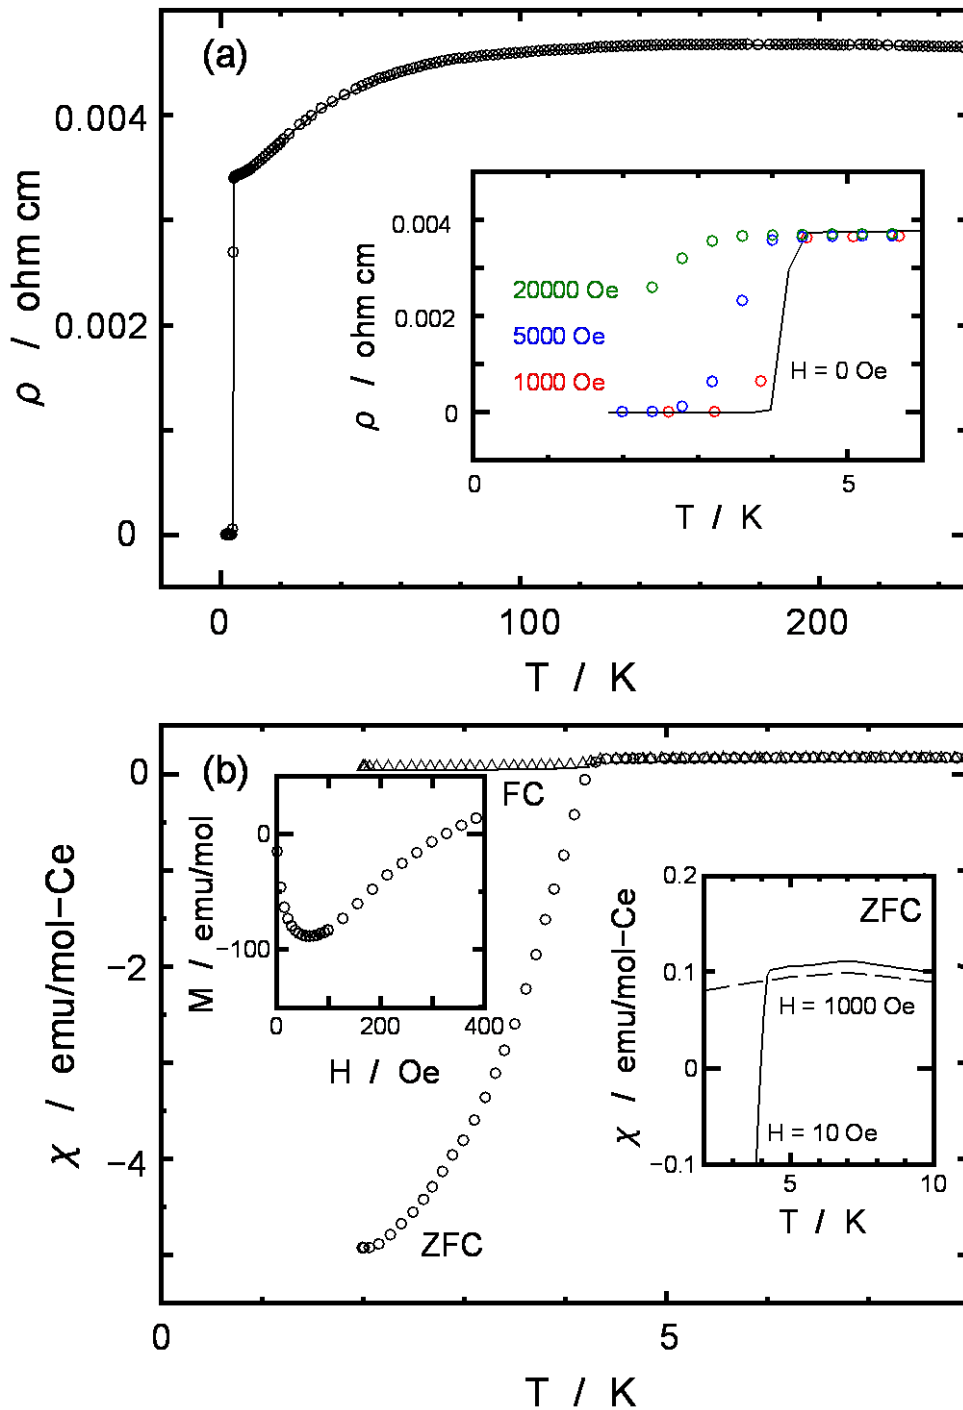 (a)
0.004
0.002
0
ρ / ohm cm
0.004
0.002
0
ρ / ohm cm
20000 Oe
5000 Oe
1000 Oe
H = 0 Oe
0
5
T / K
0
100
200
T / K
(b)
0
−2
−4
χ / emu/mol−Ce
FC
ZFC
0
−100
M / emu/mol
0
200
400
H / Oe
0.2
0.1
0
−0.1
χ / emu/mol−Ce
ZFC
H = 1000 Oe
H = 10 Oe
5
10
T / K
0
5
T / K